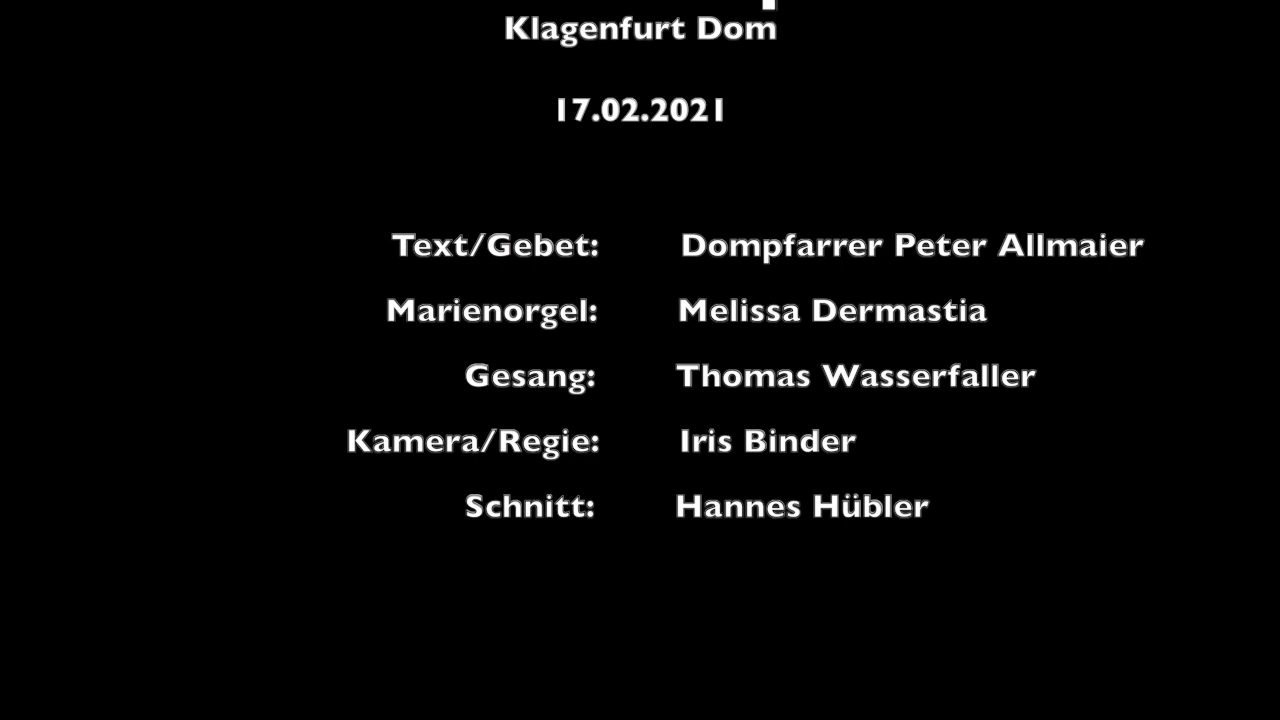 Klagenfurt Dom
17.02.2021
Text/Gebet: Dompfarrer Peter Allmaier
Marienorgel: Melissa Dermastia
Gesang: Thomas Wasserfaller
Kamera/Regie: Iris Binder
Schnitt: Hannes Hübler